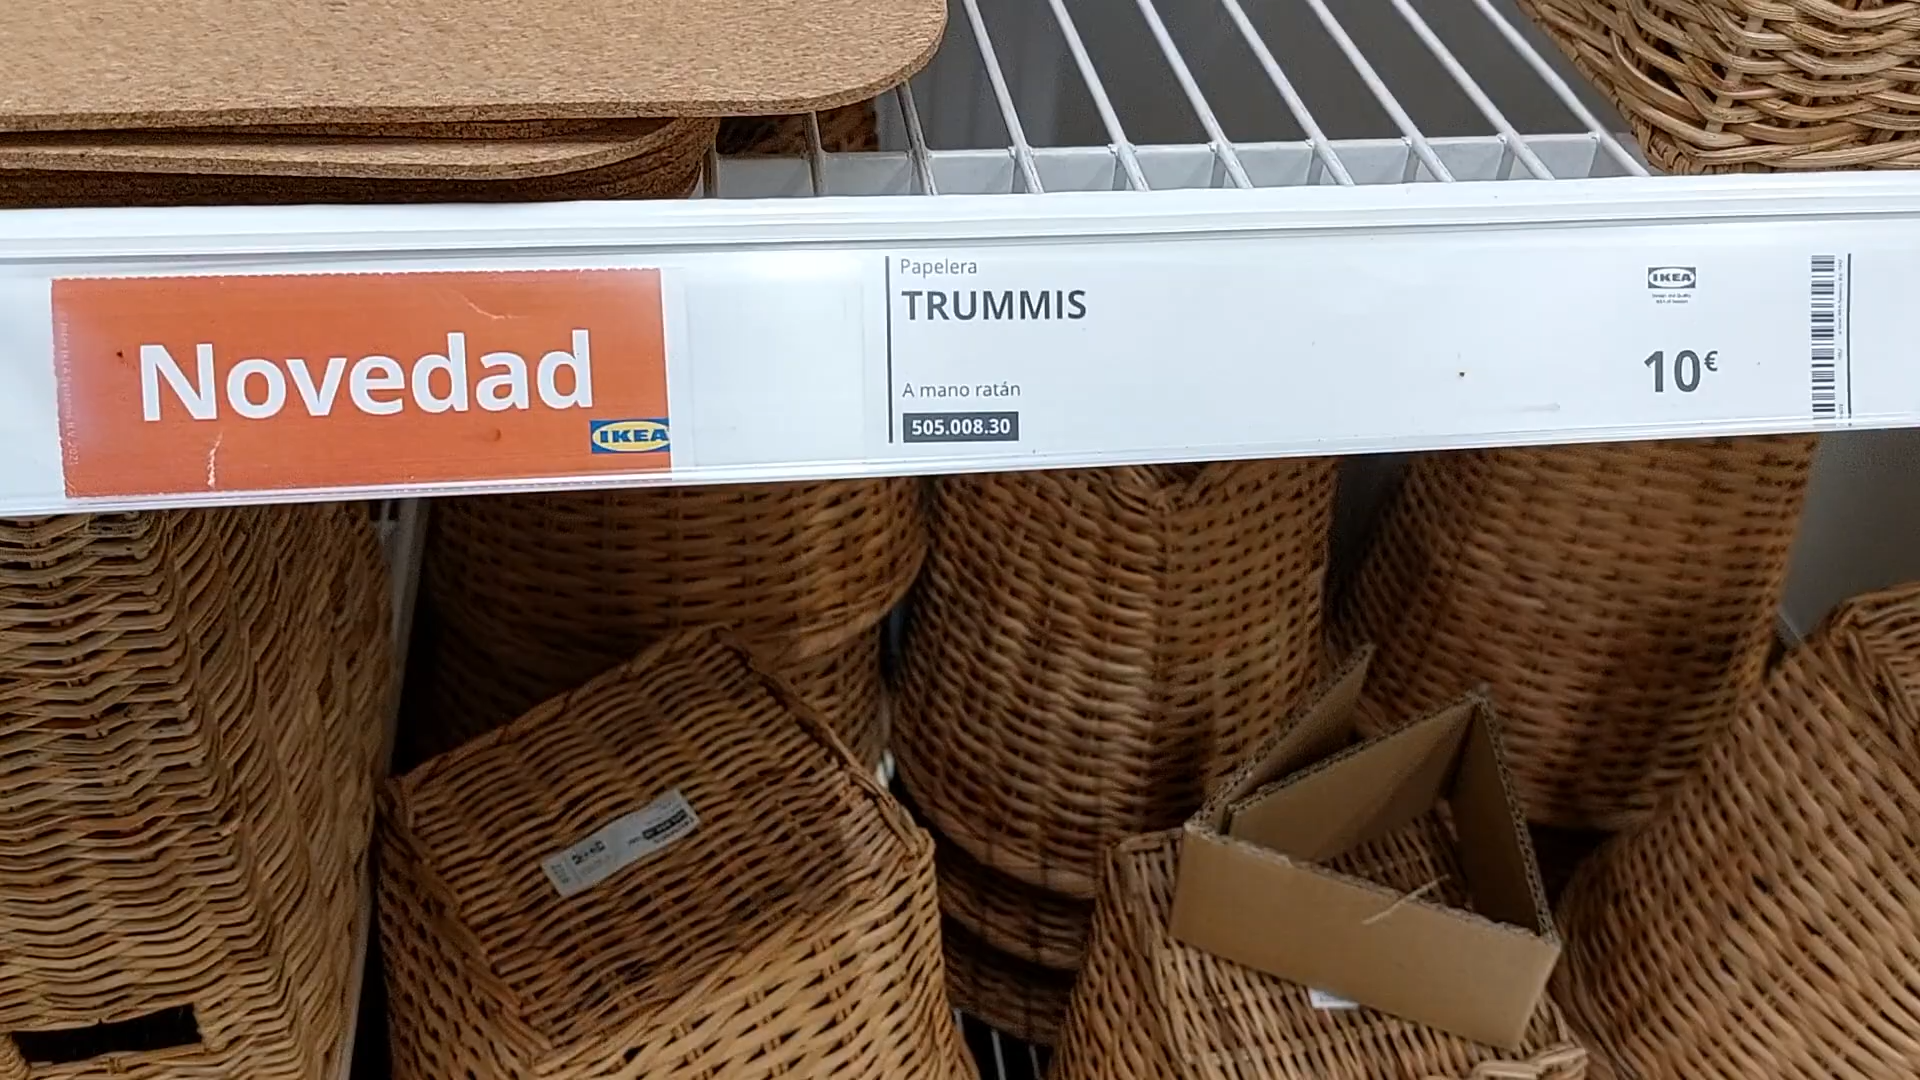 Novedad
IKEA
Papelera
TRUMMIS
A mano ratán
505.008.30
IKEA
10€